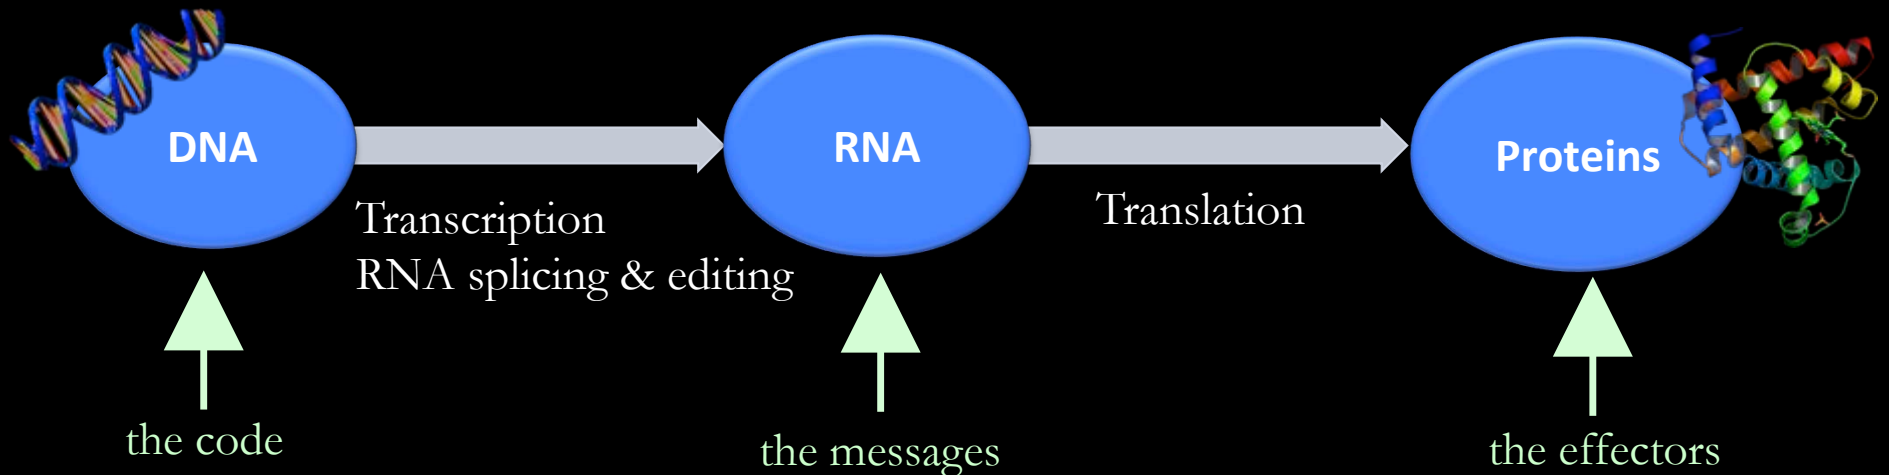 DNA
RNA
Proteins
Transcription
RNA splicing & editing
Translation
the code
the messages
the effectors